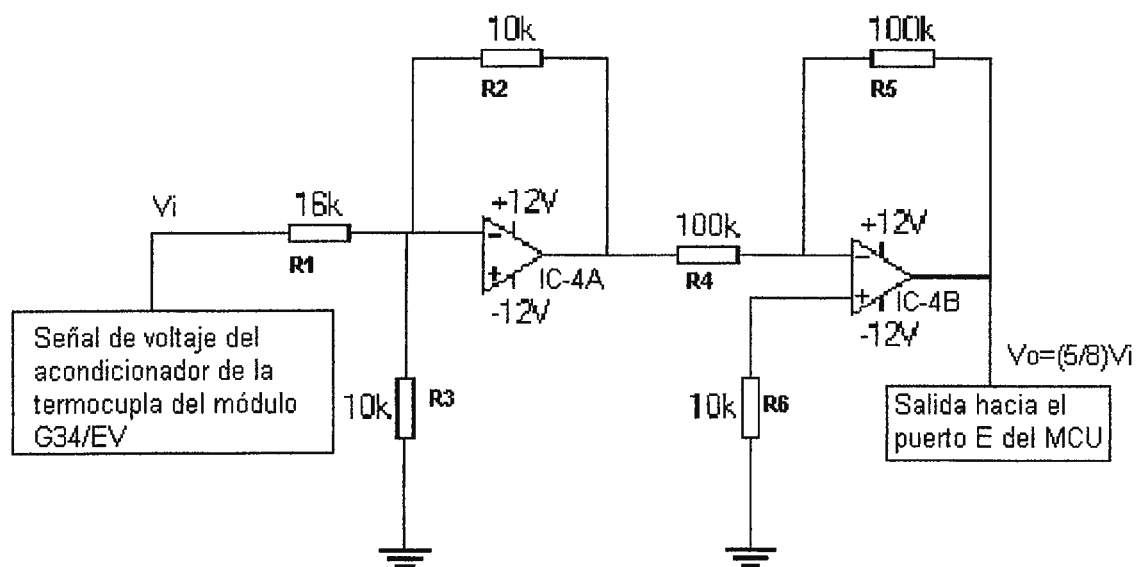 10k
R2
100k
R5
Vi
16k
R1
+12V
-
+
IC-4A
-12V
100k
R4
+12V
-
+
IC-4B
-12V
Señal de voltaje del
acondicionador de la
termocupla del módulo
G34/EV
10k
R3
10k
R6
Vo=(5/8)Vi
Salida hacia el
puerto E del MCU